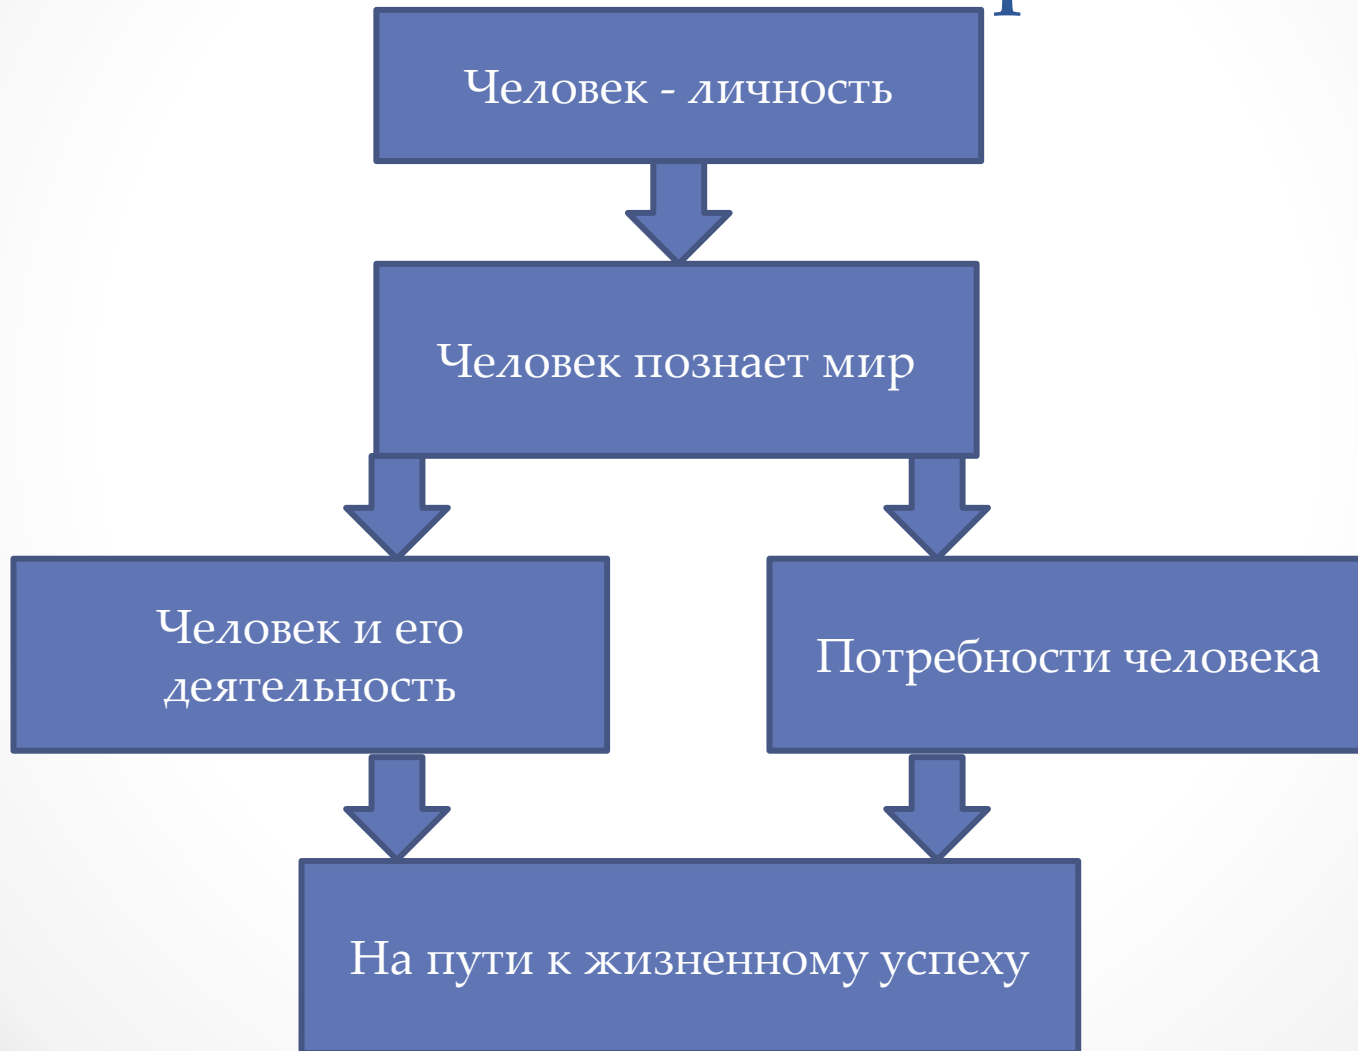 Человек - личность
Человек познает мир
Человек и его
деятельность
Потребности человека
На пути к жизненному успеху